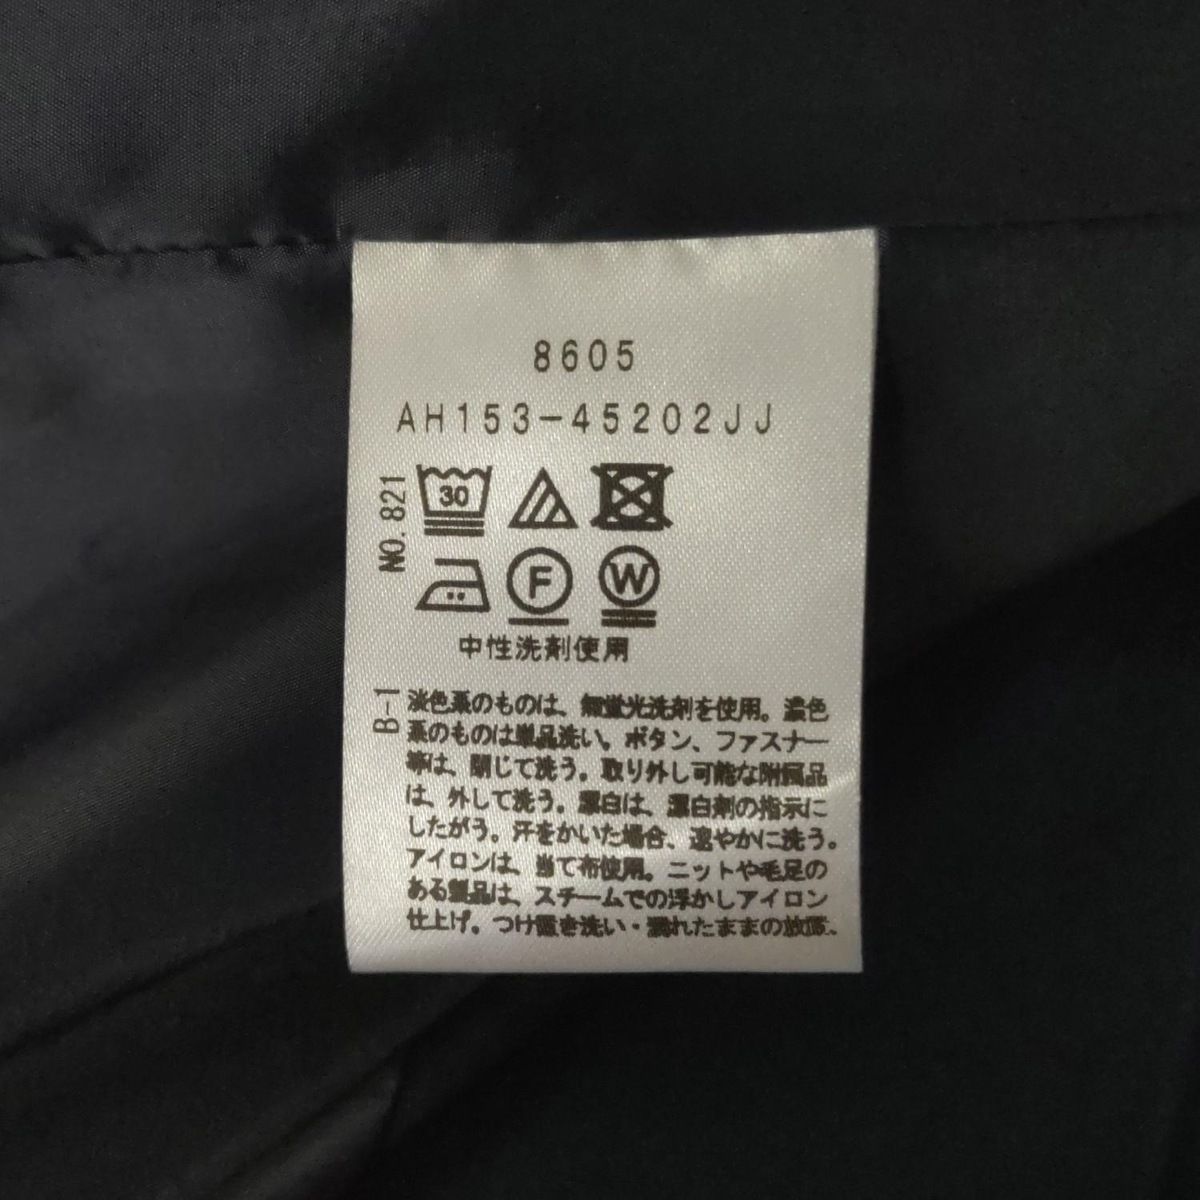 8605
AH153-45202JJ
NO.821
30
F
W
中性洗剤使用
B-1
淡色系のものは、無蛍光洗剤を使用。濃色
系のものは単品洗い。ボタン、ファスナー
等は、閉じて洗う。取り外し可能な附属品
は、外して洗う。漂白は、漂白剤の指示に
したがう。汗をかいた場合、速やかに洗う。
アイロンは、当て布使用。ニットや毛足の
ある製品は、スチームでの浮かしアイロン
仕上げ。つけ置き洗い・濡れたままの放置、